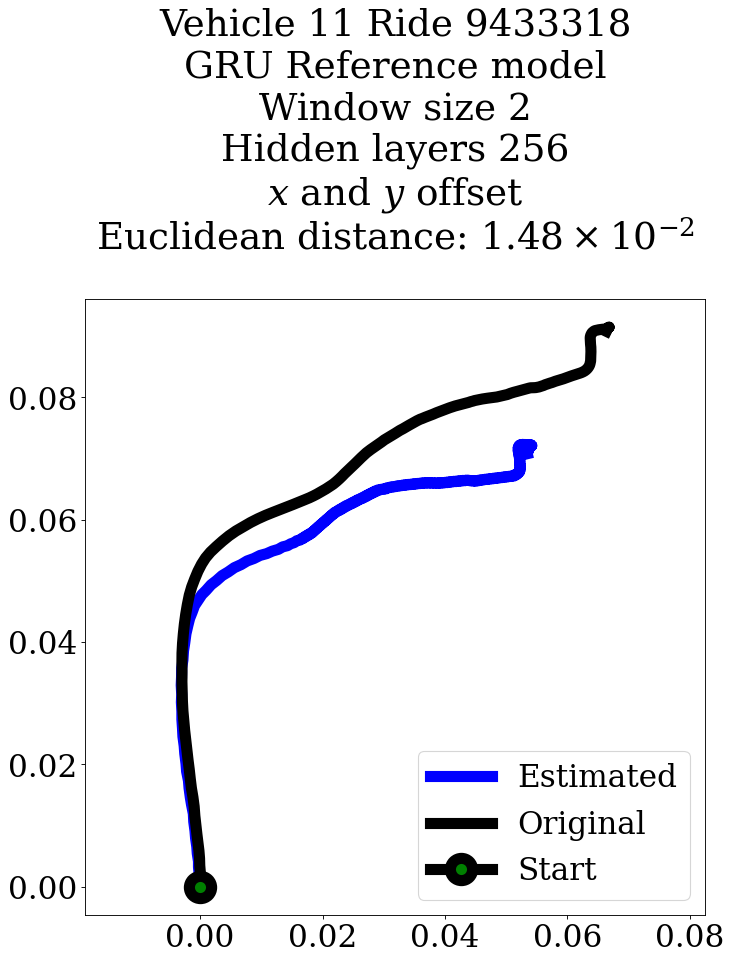 Vehicle 11 Ride 9433318
GRU Reference model
Window size 2
Hidden layers 256
x and y offset
Euclidean distance: 1.48 × 10⁻²
0.08
0.06
0.04
0.02
0.00
Estimated
Original
Start
0.00 0.02 0.04 0.06 0.08